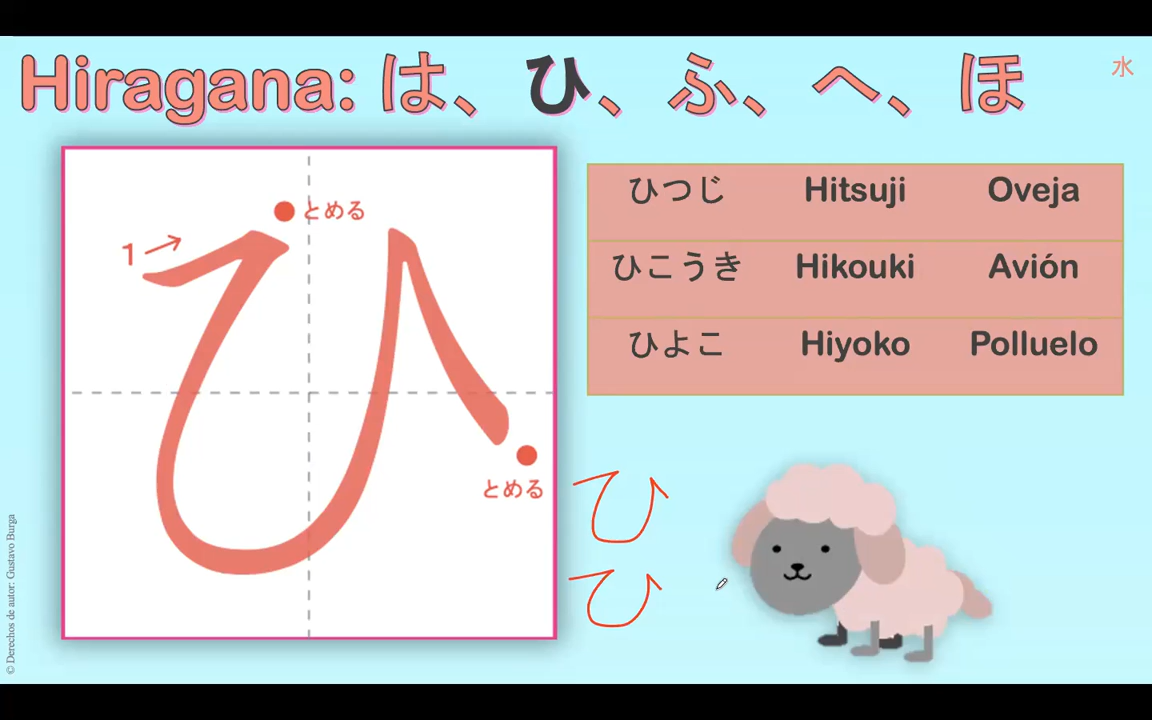 Hiragana: は、ひ、ふ、へ、ほ
水
1
とめる
とめる
ひつじ Hitsuji Oveja
ひこうき Hikouki Avión
ひよこ Hiyoko Polluelo
ひ
ひ
ひ
© Derechos de autor: Gustavo Burga